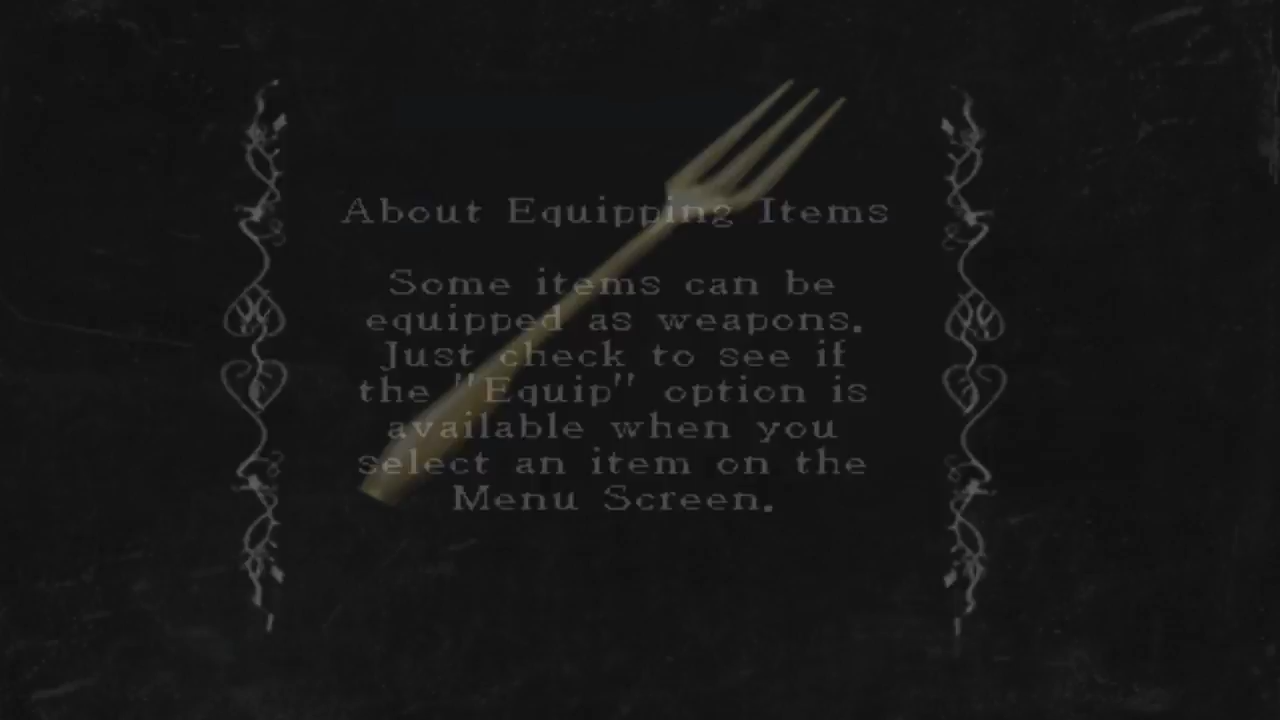 About Equipping Items
Some items can be
equipped as weapons.
Just check to see if
the "Equip" option is
available when you
select an item on the
Menu Screen.